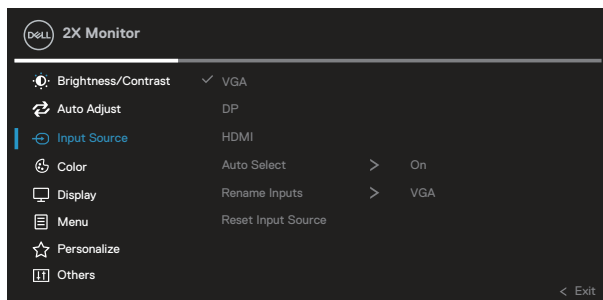 DELL 2X Monitor
Brightness/Contrast ✓ VGA
Auto Adjust DP
Input Source HDMI
Color Auto Select > On
Display Rename Inputs > VGA
Menu Reset Input Source
Personalize
Others
< Exit